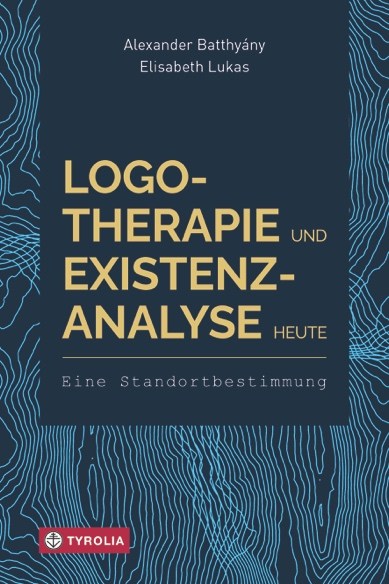 Alexander Batthyány
Elisabeth Lukas
LOGO-
THERAPIE UND
EXISTENZ-
ANALYSE HEUTE
Eine Standortbestimmung
TYROLIA